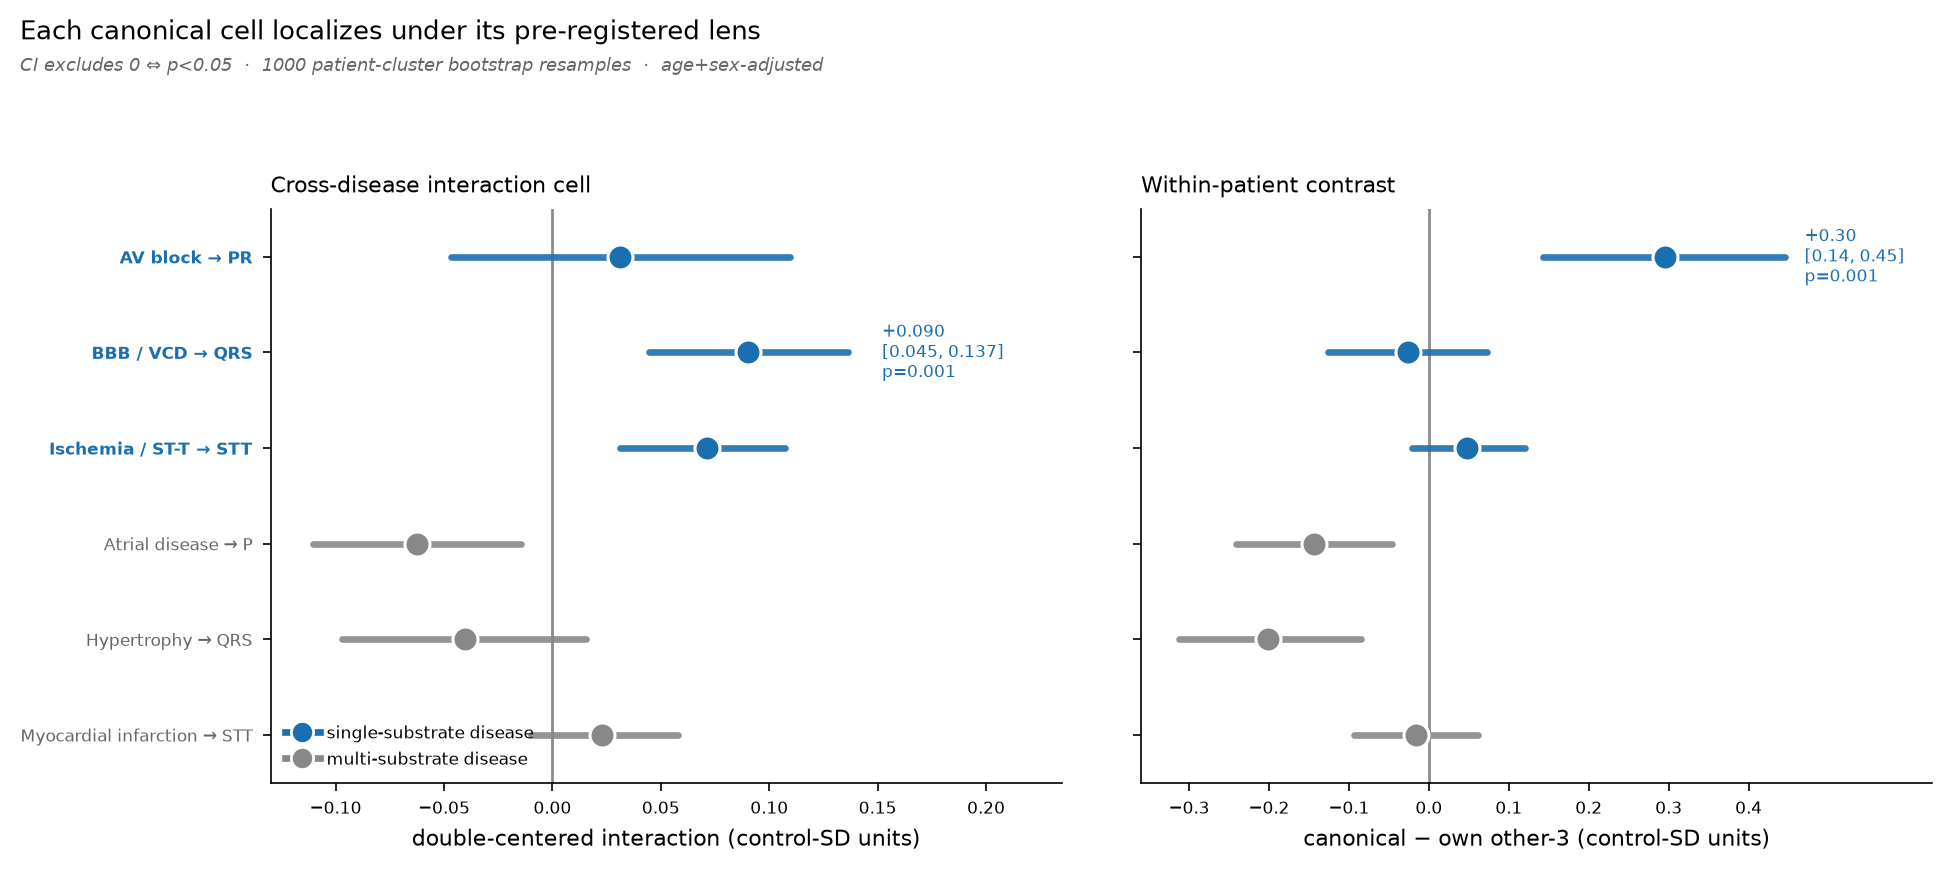 Each canonical cell localizes under its pre-registered lens
CI excludes 0 ⇔ p<0.05 · 1000 patient-cluster bootstrap resamples · age+sex-adjusted
Cross-disease interaction cell
AV block → PR
BBB / VCD → QRS
Ischemia / ST-T → STT
Atrial disease → P
Hypertrophy → QRS
Myocardial infarction → STT
+0.090
[0.045, 0.137]
p=0.001
single-substrate disease
multi-substrate disease
−0.10 −0.05 0.00 0.05 0.10 0.15 0.20
double-centered interaction (control-SD units)
Within-patient contrast
+0.30
[0.14, 0.45]
p=0.001
−0.3 −0.2 −0.1 0.0 0.1 0.2 0.3 0.4
canonical − own other-3 (control-SD units)